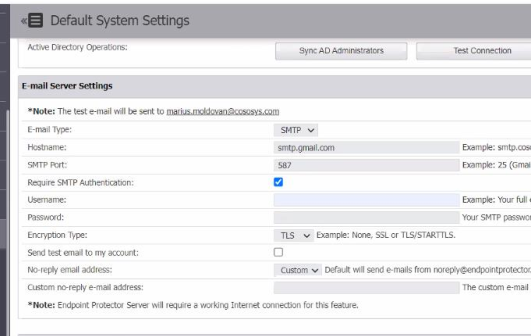 « Default System Settings
Active Directory Operations: Sync AD Administrators Test Connection
E-mail Server Settings
*Note: The test e-mail will be sent to marius.moldovan@cososys.com
E-mail Type: SMTP
Hostname: smtp.gmail.com Example: smtp.cos
SMTP Port: 587 Example: 25 (Gmai
Require SMTP Authentication:
Username: Example: Your full
Password: Your SMTP passwor
Encryption Type: TLS Example: None, SSL or TLS/STARTTLS.
Send test email to my account:
No-reply email address: Custom Default will send e-mails from noreply@endpointprotector.
Custom no-reply e-mail address: The custom e-mail
*Note: Endpoint Protector Server will require a working Internet connection for this feature.